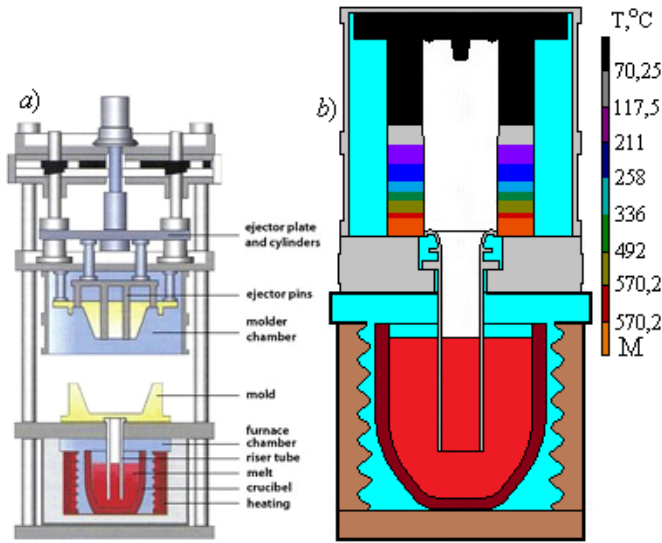 a)
ejector plate
and cylinders
ejector pins
molder
chamber
mold
furnace
chamber
riser tube
melt
crucibel
heating
b)
T,°C
70,25
117,5
211
258
336
492
570,2
570,2
M